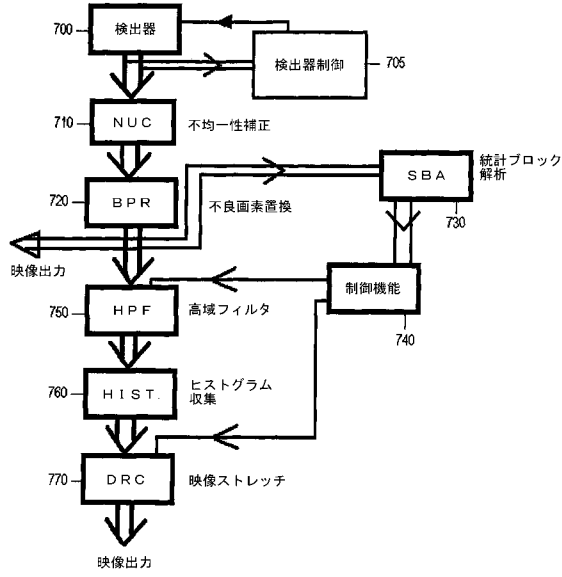 700
検出器
検出器制御
705
710
NUC
不均一性補正
720
BPR
不良画素置換
SBA
統計ブロック
解析
730
映像出力
750
HPF
高域フィルタ
制御機能
740
760
HIST.
ヒストグラム
収集
770
DRC
映像ストレッチ
映像出力